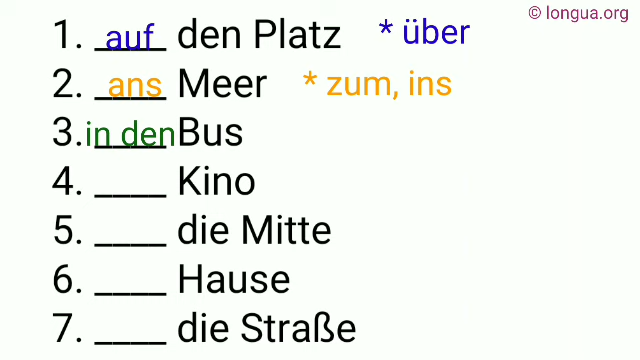 © longua.org
1. auf den Platz * über
2. ans Meer * zum, ins
3. in den Bus
4. ____ Kino
5. ____ die Mitte
6. ____ Hause
7. ____ die Straße